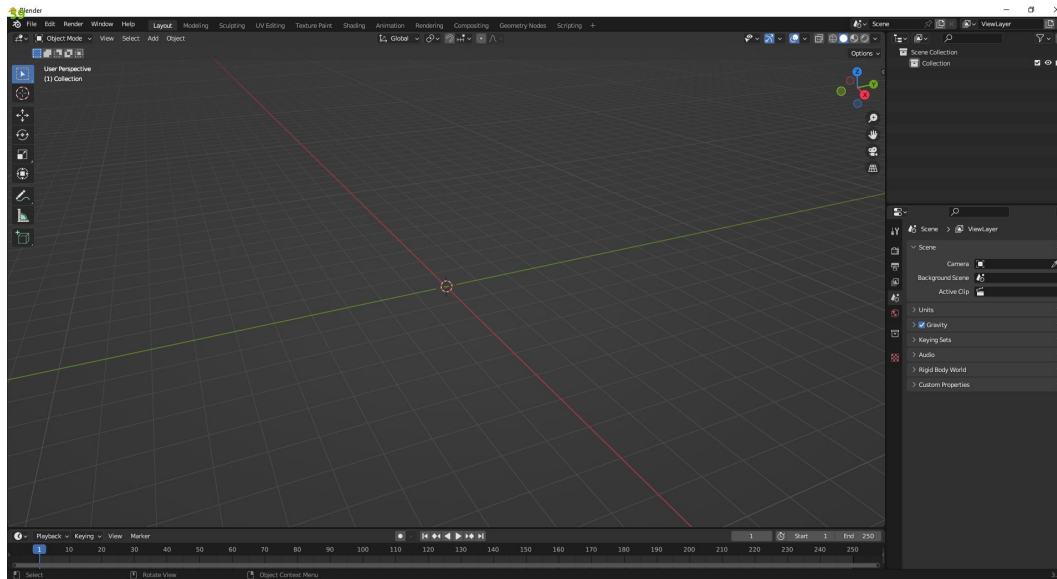 Blender
File Edit Render Window Help Layout Modeling Sculpting UV Editing Texture Paint Shading Animation Rendering Compositing Geometry Nodes Scripting + Scene ViewLayer
Object Mode View Select Add Object Global
Options
User Perspective
(1) Collection
Z
Y
X
Scene Collection
Collection
Scene > ViewLayer
Scene
Camera
Background Scene
Active Clip
Units
Gravity
Keying Sets
Audio
Rigid Body World
Custom Properties
Playback Keying View Marker 1 Start 1 End 250
1 10 20 30 40 50 60 70 80 90 100 110 120 130 140 150 160 170 180 190 200 210 220 230 240 250
Select Rotate View Object Context Menu